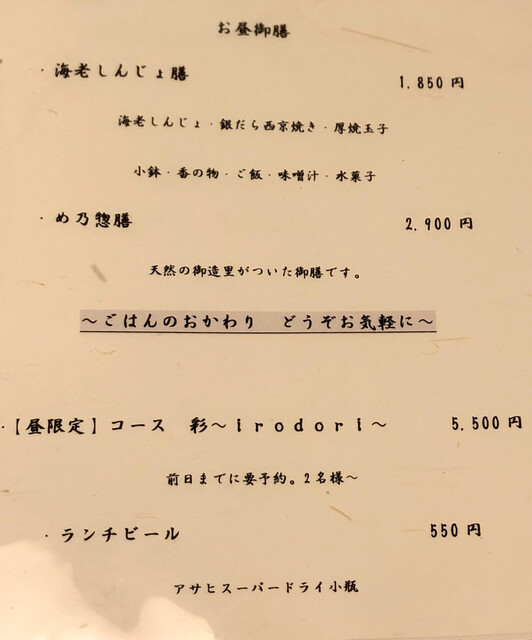 お昼御膳
・海老しんじょ膳 1,850円
海老しんじょ・銀だら西京焼き・厚焼玉子
小鉢・香の物・ご飯・味噌汁・水菓子
・め乃惣膳 2,900円
天然の御造里がついた御膳です。
～ごはんのおかわり どうぞお気軽に～
・【昼限定】コース 彩～irodori～ 5,500円
前日までに要予約。2名様～
・ランチビール 550円
アサヒスーパードライ小瓶